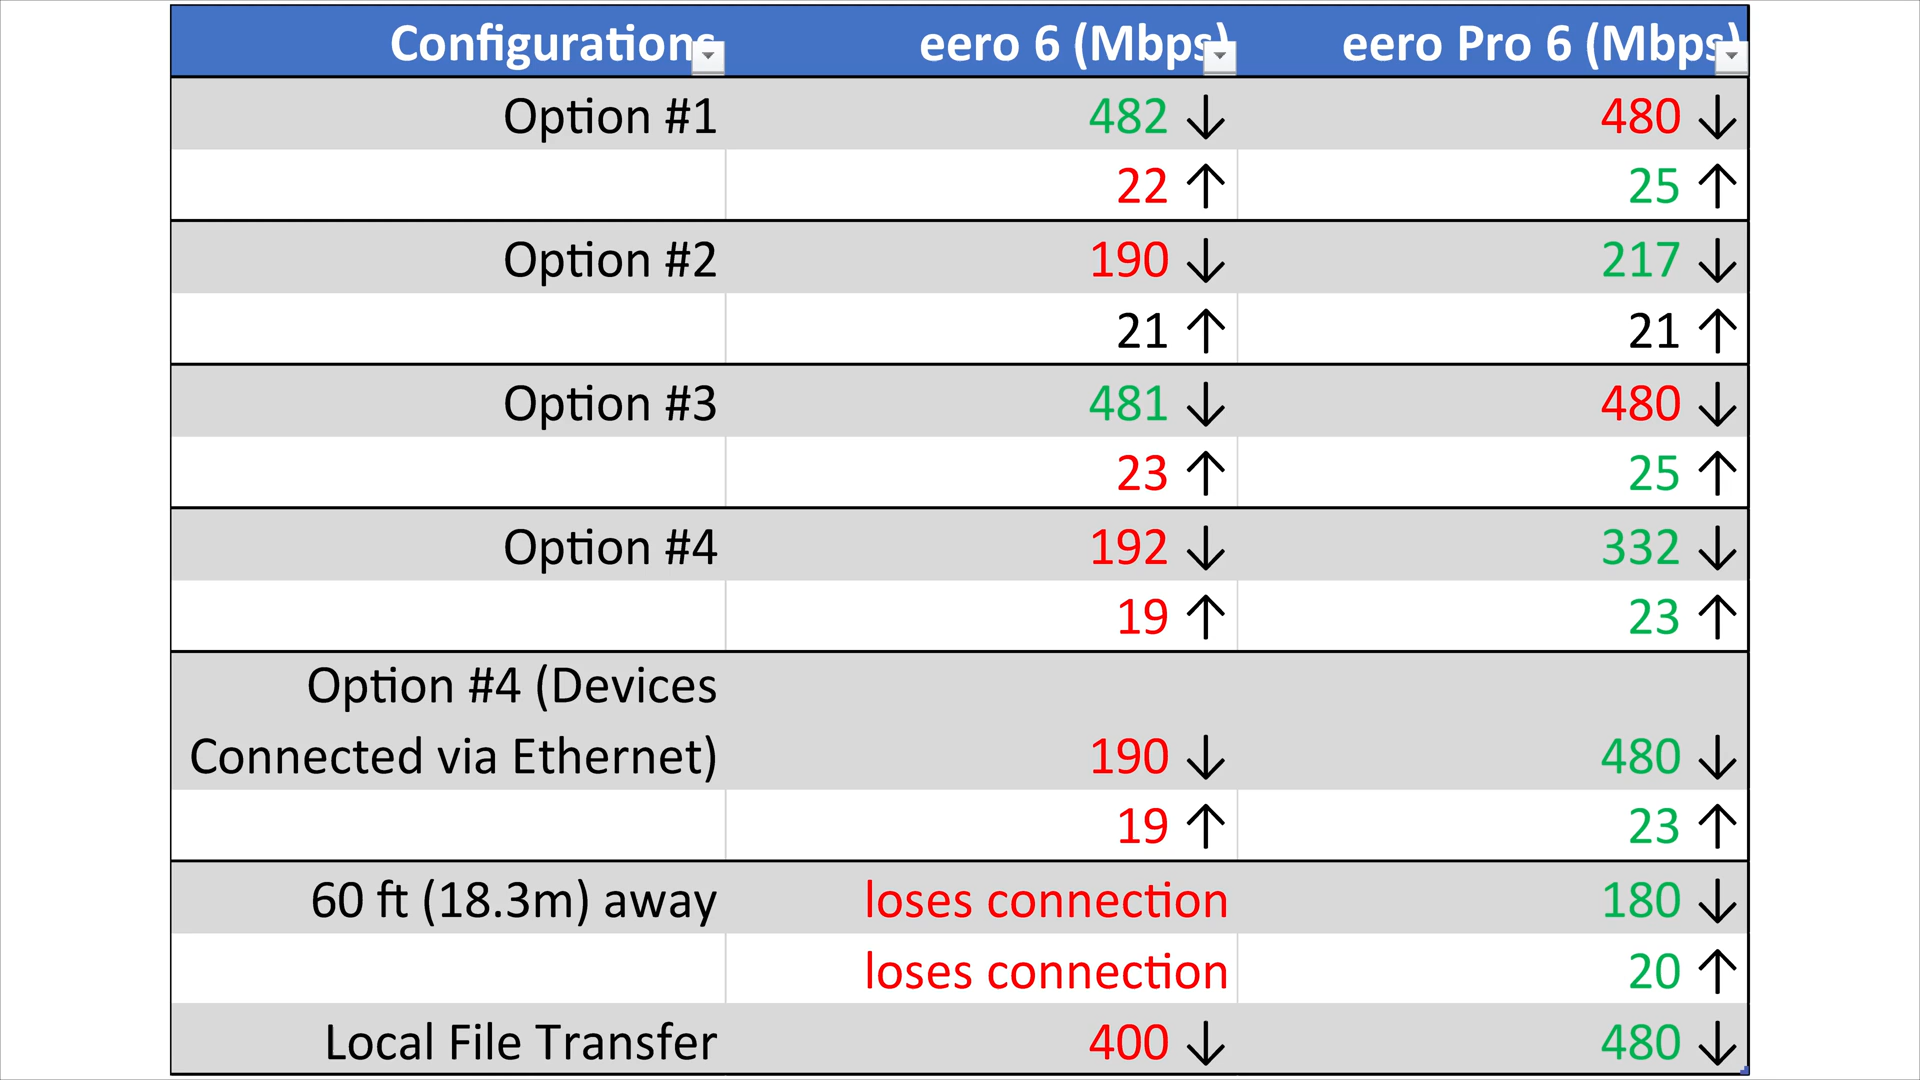 Configurations eero 6 (Mbps) eero Pro 6 (Mbps)
Option #1 482 ↓ 480 ↓
22 ↑ 25 ↑
Option #2 190 ↓ 217 ↓
21 ↑ 21 ↑
Option #3 481 ↓ 480 ↓
23 ↑ 25 ↑
Option #4 192 ↓ 332 ↓
19 ↑ 23 ↑
Option #4 (Devices
Connected via Ethernet) 190 ↓ 480 ↓
19 ↑ 23 ↑
60 ft (18.3m) away loses connection 180 ↓
loses connection 20 ↑
Local File Transfer 400 ↓ 480 ↓